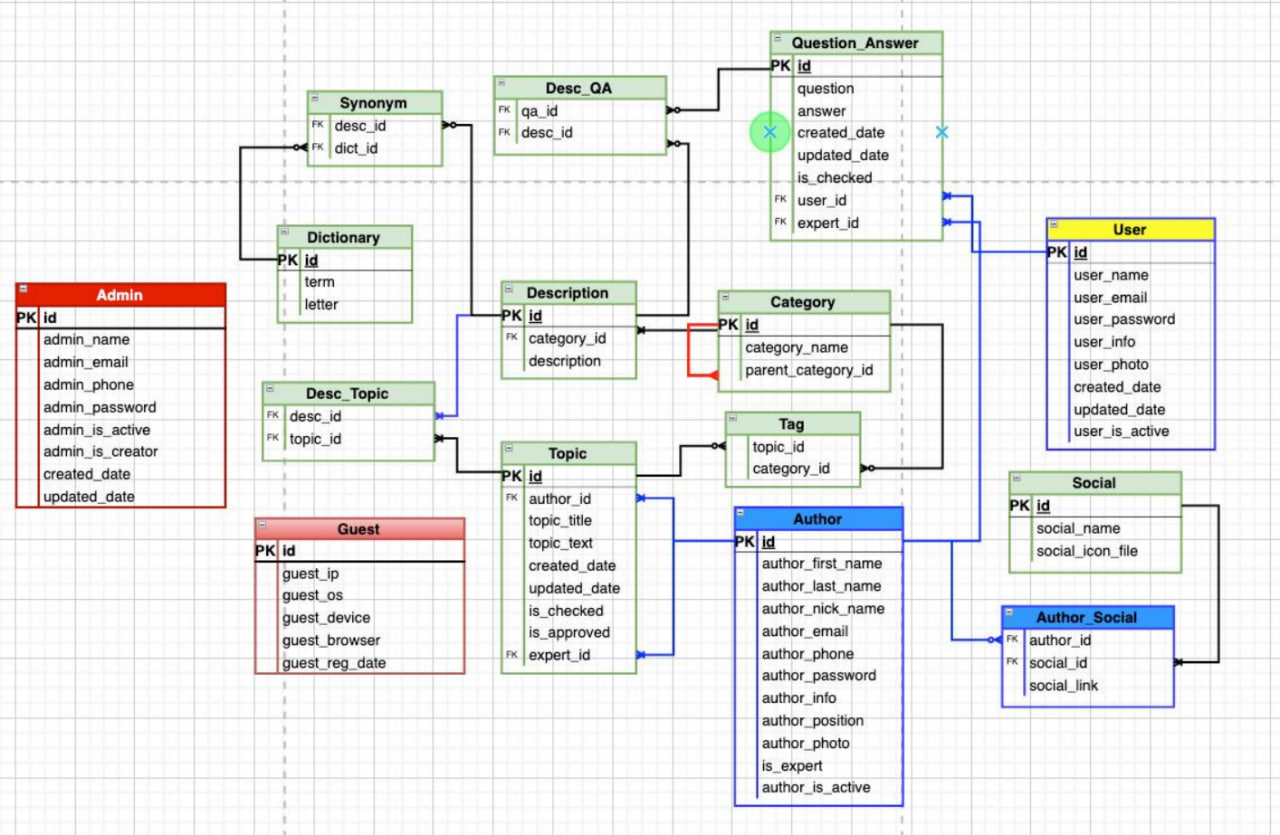 Question_Answer
PK id
question
answer
created_date
updated_date
is_checked
FK user_id
FK expert_id
Desc_QA
FK qa_id
FK desc_id
Synonym
FK desc_id
FK dict_id
Dictionary
PK id
term
letter
User
PK id
user_name
user_email
user_password
user_info
user_photo
created_date
updated_date
user_is_active
Admin
PK id
admin_name
admin_email
admin_phone
admin_password
admin_is_active
admin_is_creator
created_date
updated_date
Description
PK id
FK category_id
description
Category
PK id
category_name
parent_category_id
Desc_Topic
FK desc_id
FK topic_id
Tag
topic_id
category_id
Topic
PK id
FK author_id
topic_title
topic_text
created_date
updated_date
is_checked
is_approved
FK expert_id
Social
PK id
social_name
social_icon_file
Guest
PK id
guest_ip
guest_os
guest_device
guest_browser
guest_reg_date
Author
PK id
author_first_name
author_last_name
author_nick_name
author_email
author_phone
author_password
author_info
author_position
author_photo
is_expert
author_is_active
Author_Social
FK author_id
FK social_id
social_link